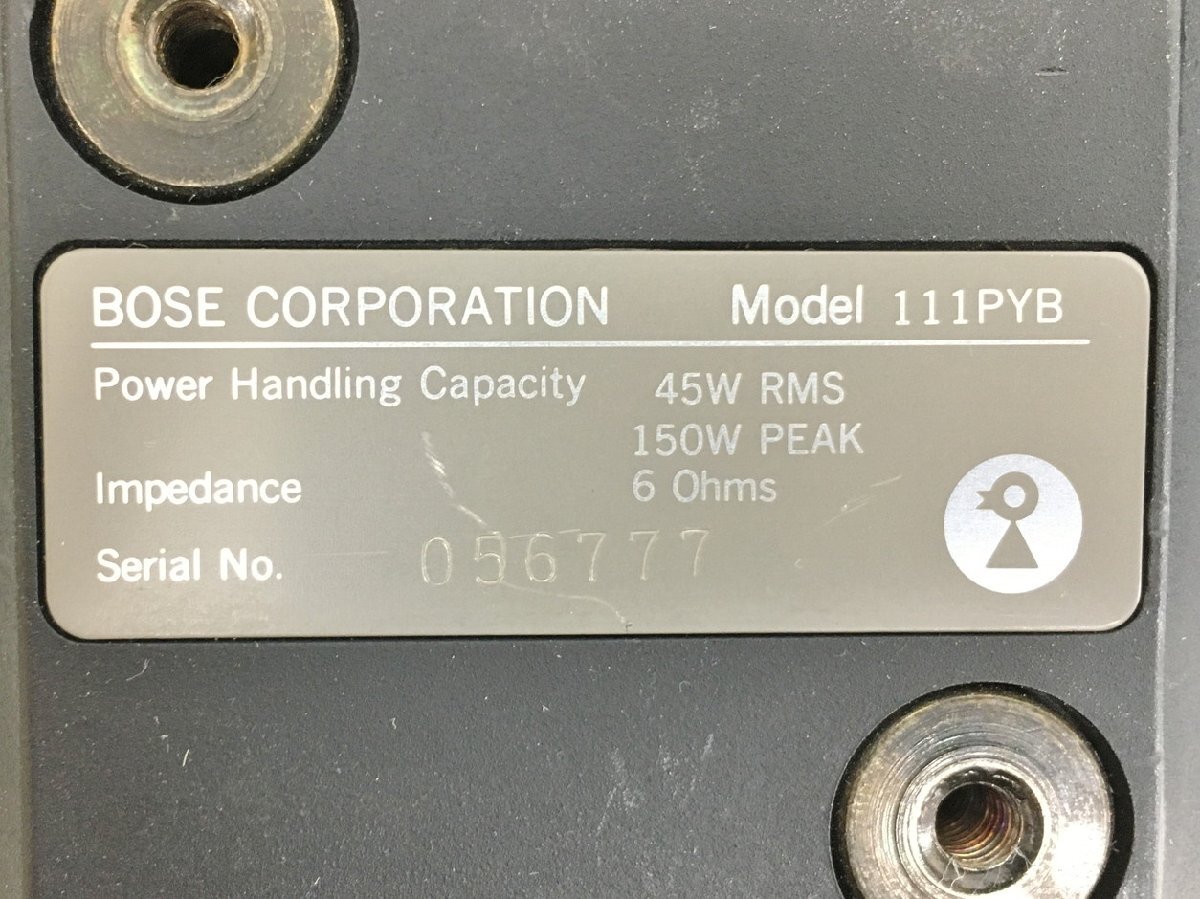 BOSE CORPORATION Model 111PYB
Power Handling Capacity 45W RMS
150W PEAK
Impedance 6 Ohms
Serial No. 056777